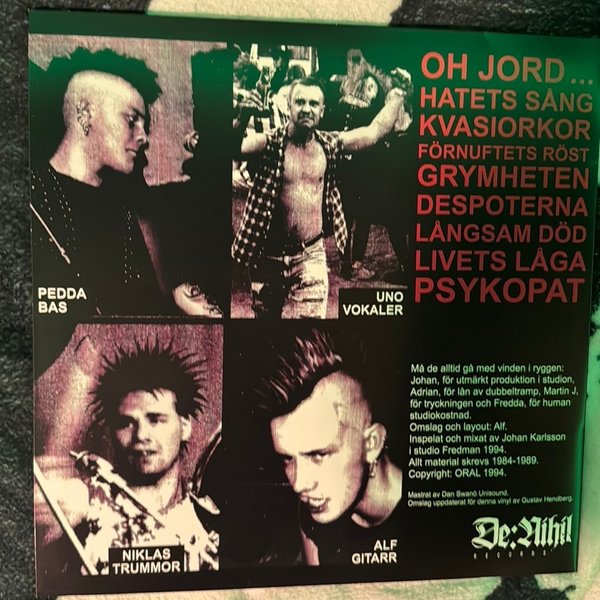 OH JORD...
HATETS SÅNG
KVASIORKOR
FÖRNUFTETS RÖST
GRYMHETEN
DESPOTERNA
LÅNGSAM DÖD
LIVETS LÅGA
PSYKOPAT
PEDDA
BAS
UNO
VOKALER
NIKLAS
TRUMMOR
ALF
GITARR
Må de alltid gå med vinden i ryggen:
Johan, för utmärkt produktion i studion,
Adrian, för lån av dubbeltramp, Martin J.
för tryckningen och Fredda, för human
studiokostnad.
Omslag och layout: Alf.
Inspelat och mixat av Johan Karlsson
i studio Fredman 1994.
Allt material skrevs 1984-1989.
Copyright: ORAL 1994.
Mastrat av Dan Swanö Unisound.
Omslag uppdaterat för denna vinyl av Gustav Hendberg.
De:Nihil
RECORDS